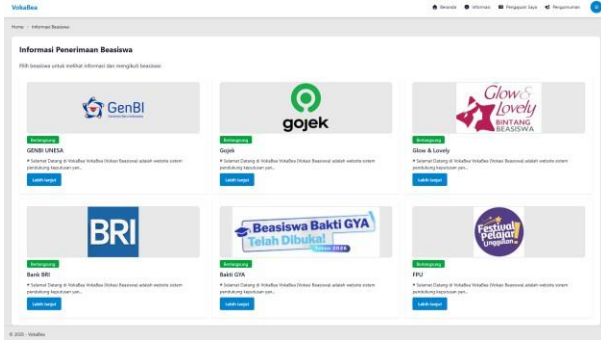 VokaBea
Beranda Informasi Pengajuan Saya Pengumuman
Home Informasi Beasiswa
Informasi Penerimaan Beasiswa
Pilih beasiswa untuk melihat informasi dan mengikuti beasiswa
GenBI
gojek
Glow & Lovely
BINTANG
BEASISWA
Berlangsung
Berlangsung
Berlangsung
GENBI UNESA
Gojek
Glow & Lovely
* Selamat Datang di VokaBea VokaBea (Vokasi Beasiswa) adalah website sistem
pendukung keputusan yan...
* Selamat Datang di VokaBea VokaBea (Vokasi Beasiswa) adalah website sistem
pendukung keputusan yan...
* Selamat Datang di VokaBea VokaBea (Vokasi Beasiswa) adalah website sistem
pendukung keputusan yan...
Lebih lanjut
Lebih lanjut
Lebih lanjut
BRI
Beasiswa Bakti GYA
Telah Dibuka!
Festival
Pelajar
Unggulan
Berlangsung
Berlangsung
Berlangsung
Bank BRI
Bakti GYA
FPU
* Selamat Datang di VokaBea VokaBea (Vokasi Beasiswa) adalah website sistem
pendukung keputusan yan...
* Selamat Datang di VokaBea VokaBea (Vokasi Beasiswa) adalah website sistem
pendukung keputusan yan...
* Selamat Datang di VokaBea VokaBea (Vokasi Beasiswa) adalah website sistem
pendukung keputusan yan...
Lebih lanjut
Lebih lanjut
Lebih lanjut
VokaBea